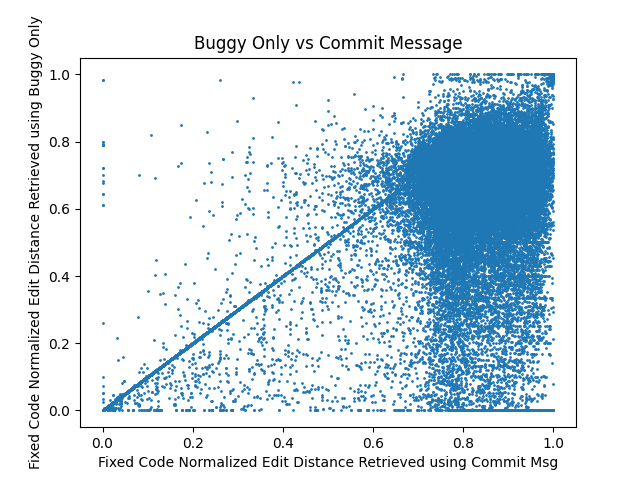 Buggy Only vs Commit Message
Fixed Code Normalized Edit Distance Retrieved using Buggy Only
1.0
0.8
0.6
0.4
0.2
0.0
0.0 0.2 0.4 0.6 0.8 1.0
Fixed Code Normalized Edit Distance Retrieved using Commit Msg